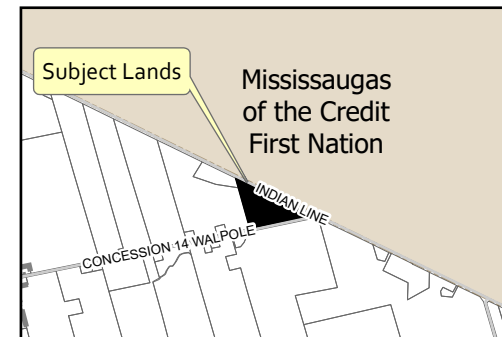 Subject Lands
Mississaugas
of the Credit
First Nation
INDIAN LINE
CONCESSION 14 WALPOLE